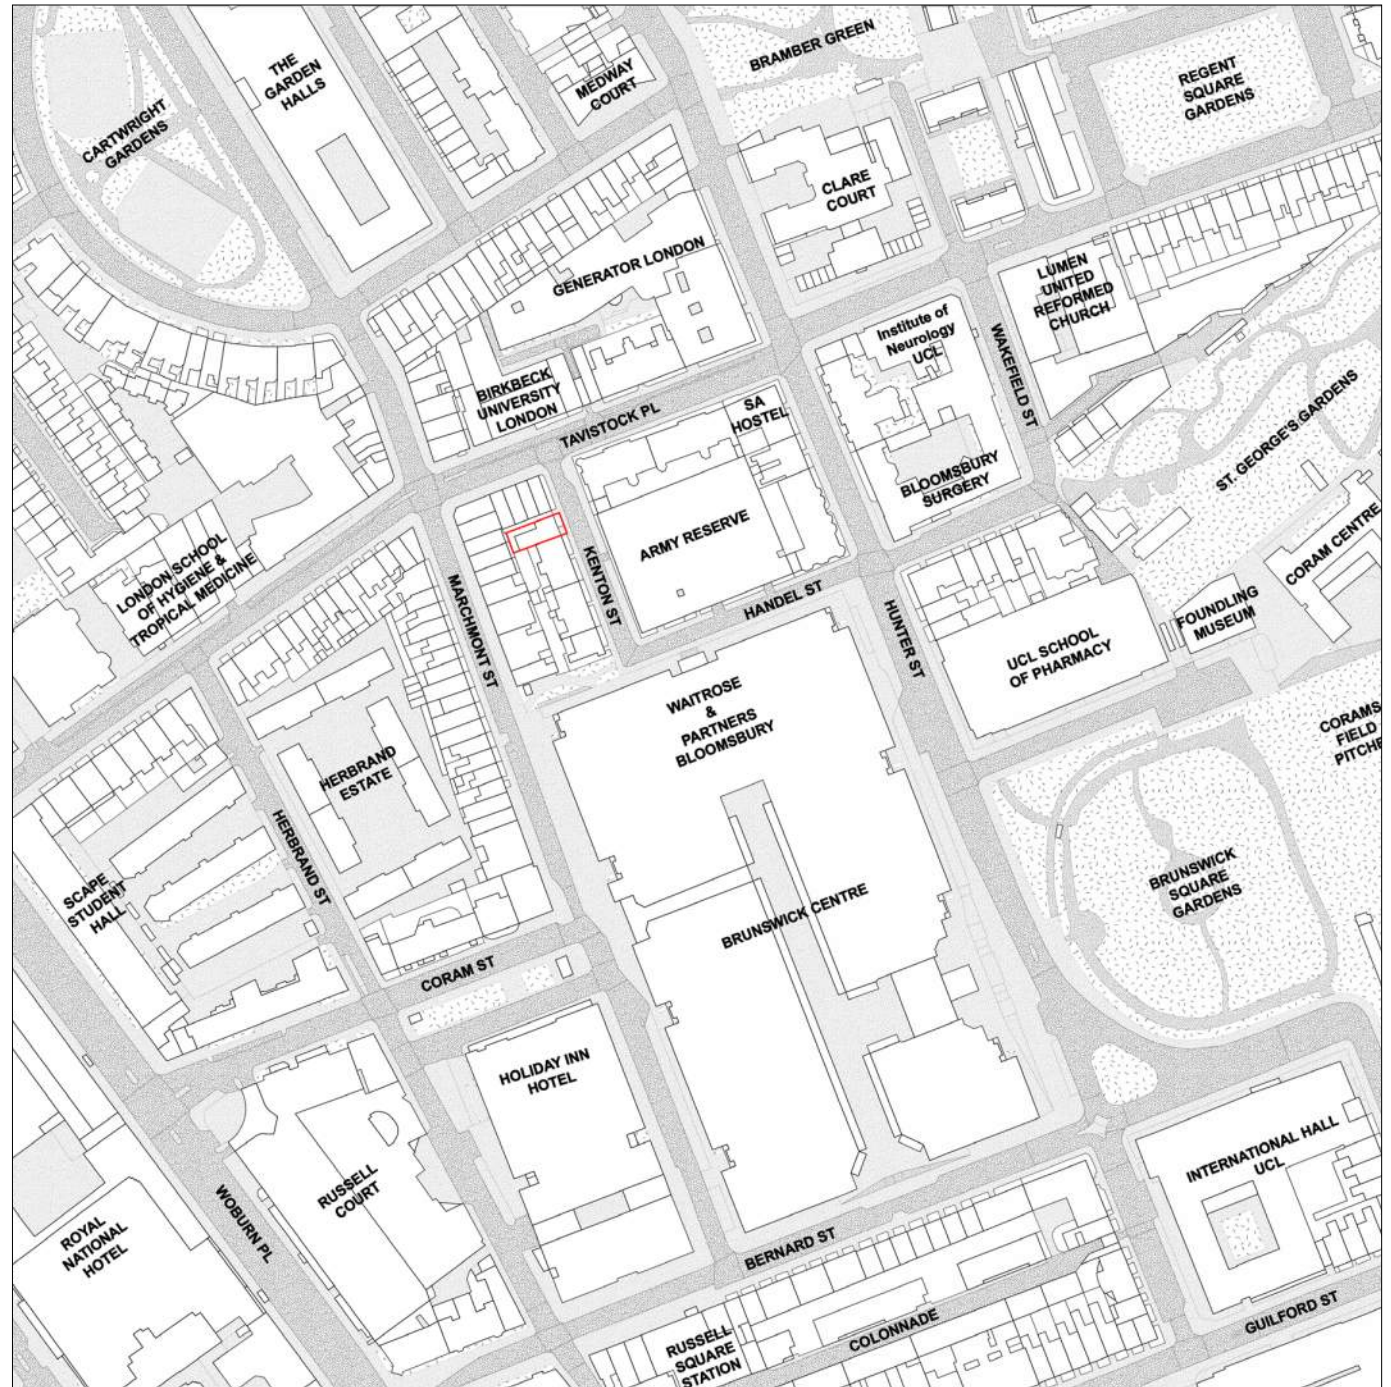 THE
GARDEN
HALLS
MEDWAY
COURT
BRAMBER GREEN
REGENT
SQUARE
GARDENS
CARTWRIGHT
GARDENS
CLARE
COURT
GENERATOR LONDON
LUMEN
UNITED
REFORMED
CHURCH
Institute of
Neurology
UCL
WAKEFIELD ST
BIRKBECK
UNIVERSITY
LONDON
TAVISTOCK PL
SA
HOSTEL
ST. GEORGE'S GARDENS
BLOOMSBURY
SURGERY
ARMY RESERVE
KENTON ST
LONDON SCHOOL
OF HYGIENE &
TROPICAL MEDICINE
MARCHMONT ST
HANDEL ST
HUNTER ST
CORAM CENTRE
FOUNDLING
MUSEUM
UCL SCHOOL
OF PHARMACY
WAITROSE
&
PARTNERS
BLOOMSBURY
CORAMS
FIELD
PITCHE
HERBRAND
ESTATE
HERBRAND ST
SCAPE
STUDENT
HALL
BRUNSWICK
SQUARE
GARDENS
BRUNSWICK CENTRE
CORAM ST
HOLIDAY INN
HOTEL
INTERNATIONAL HALL
UCL
RUSSELL
COURT
WOBURN PL
ROYAL
NATIONAL
HOTEL
BERNARD ST
COLONNADE
GUILFORD ST
RUSSELL
SQUARE
STATION